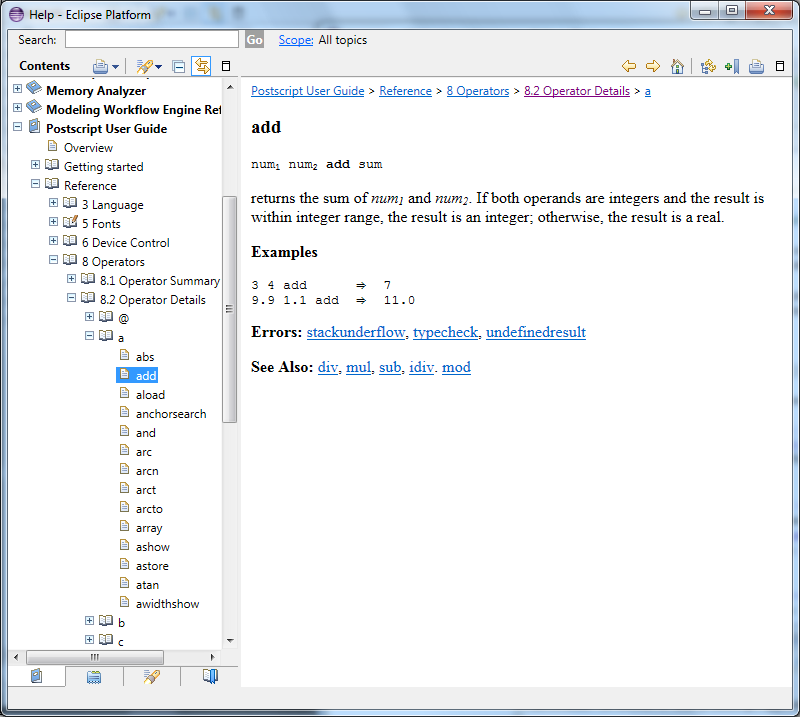 Help - Eclipse Platform
Search: Go Scope: All topics
Contents
Memory Analyzer
Modeling Workflow Engine Ref
Postscript User Guide
Overview
Getting started
Reference
3 Language
5 Fonts
6 Device Control
8 Operators
8.1 Operator Summary
8.2 Operator Details
@
a
abs
add
aload
anchorsearch
and
arc
arcn
arct
arcto
array
ashow
astore
atan
awidthshow
b
c
Postscript User Guide > Reference > 8 Operators > 8.2 Operator Details > a
add
num1 num2 add sum
returns the sum of num1 and num2. If both operands are integers and the result is
within integer range, the result is an integer; otherwise, the result is a real.
Examples
3 4 add ⇒ 7
9.9 1.1 add ⇒ 11.0
Errors: stackunderflow, typecheck, undefinedresult
See Also: div, mul, sub, idiv. mod